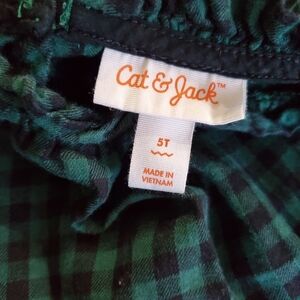 Cat & Jack™
5T
MADE IN
VIETNAM